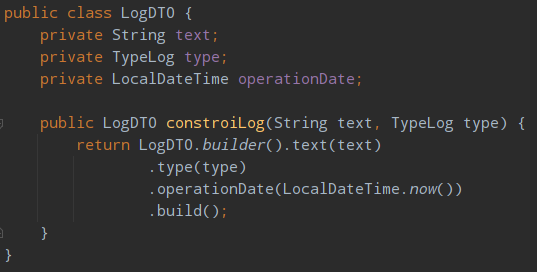 public class LogDTO {
    private String text;
    private TypeLog type;
    private LocalDateTime operationDate;

    public LogDTO constroiLog(String text, TypeLog type) {
        return LogDTO.builder().text(text)
                .type(type)
                .operationDate(LocalDateTime.now())
                .build();
    }
}